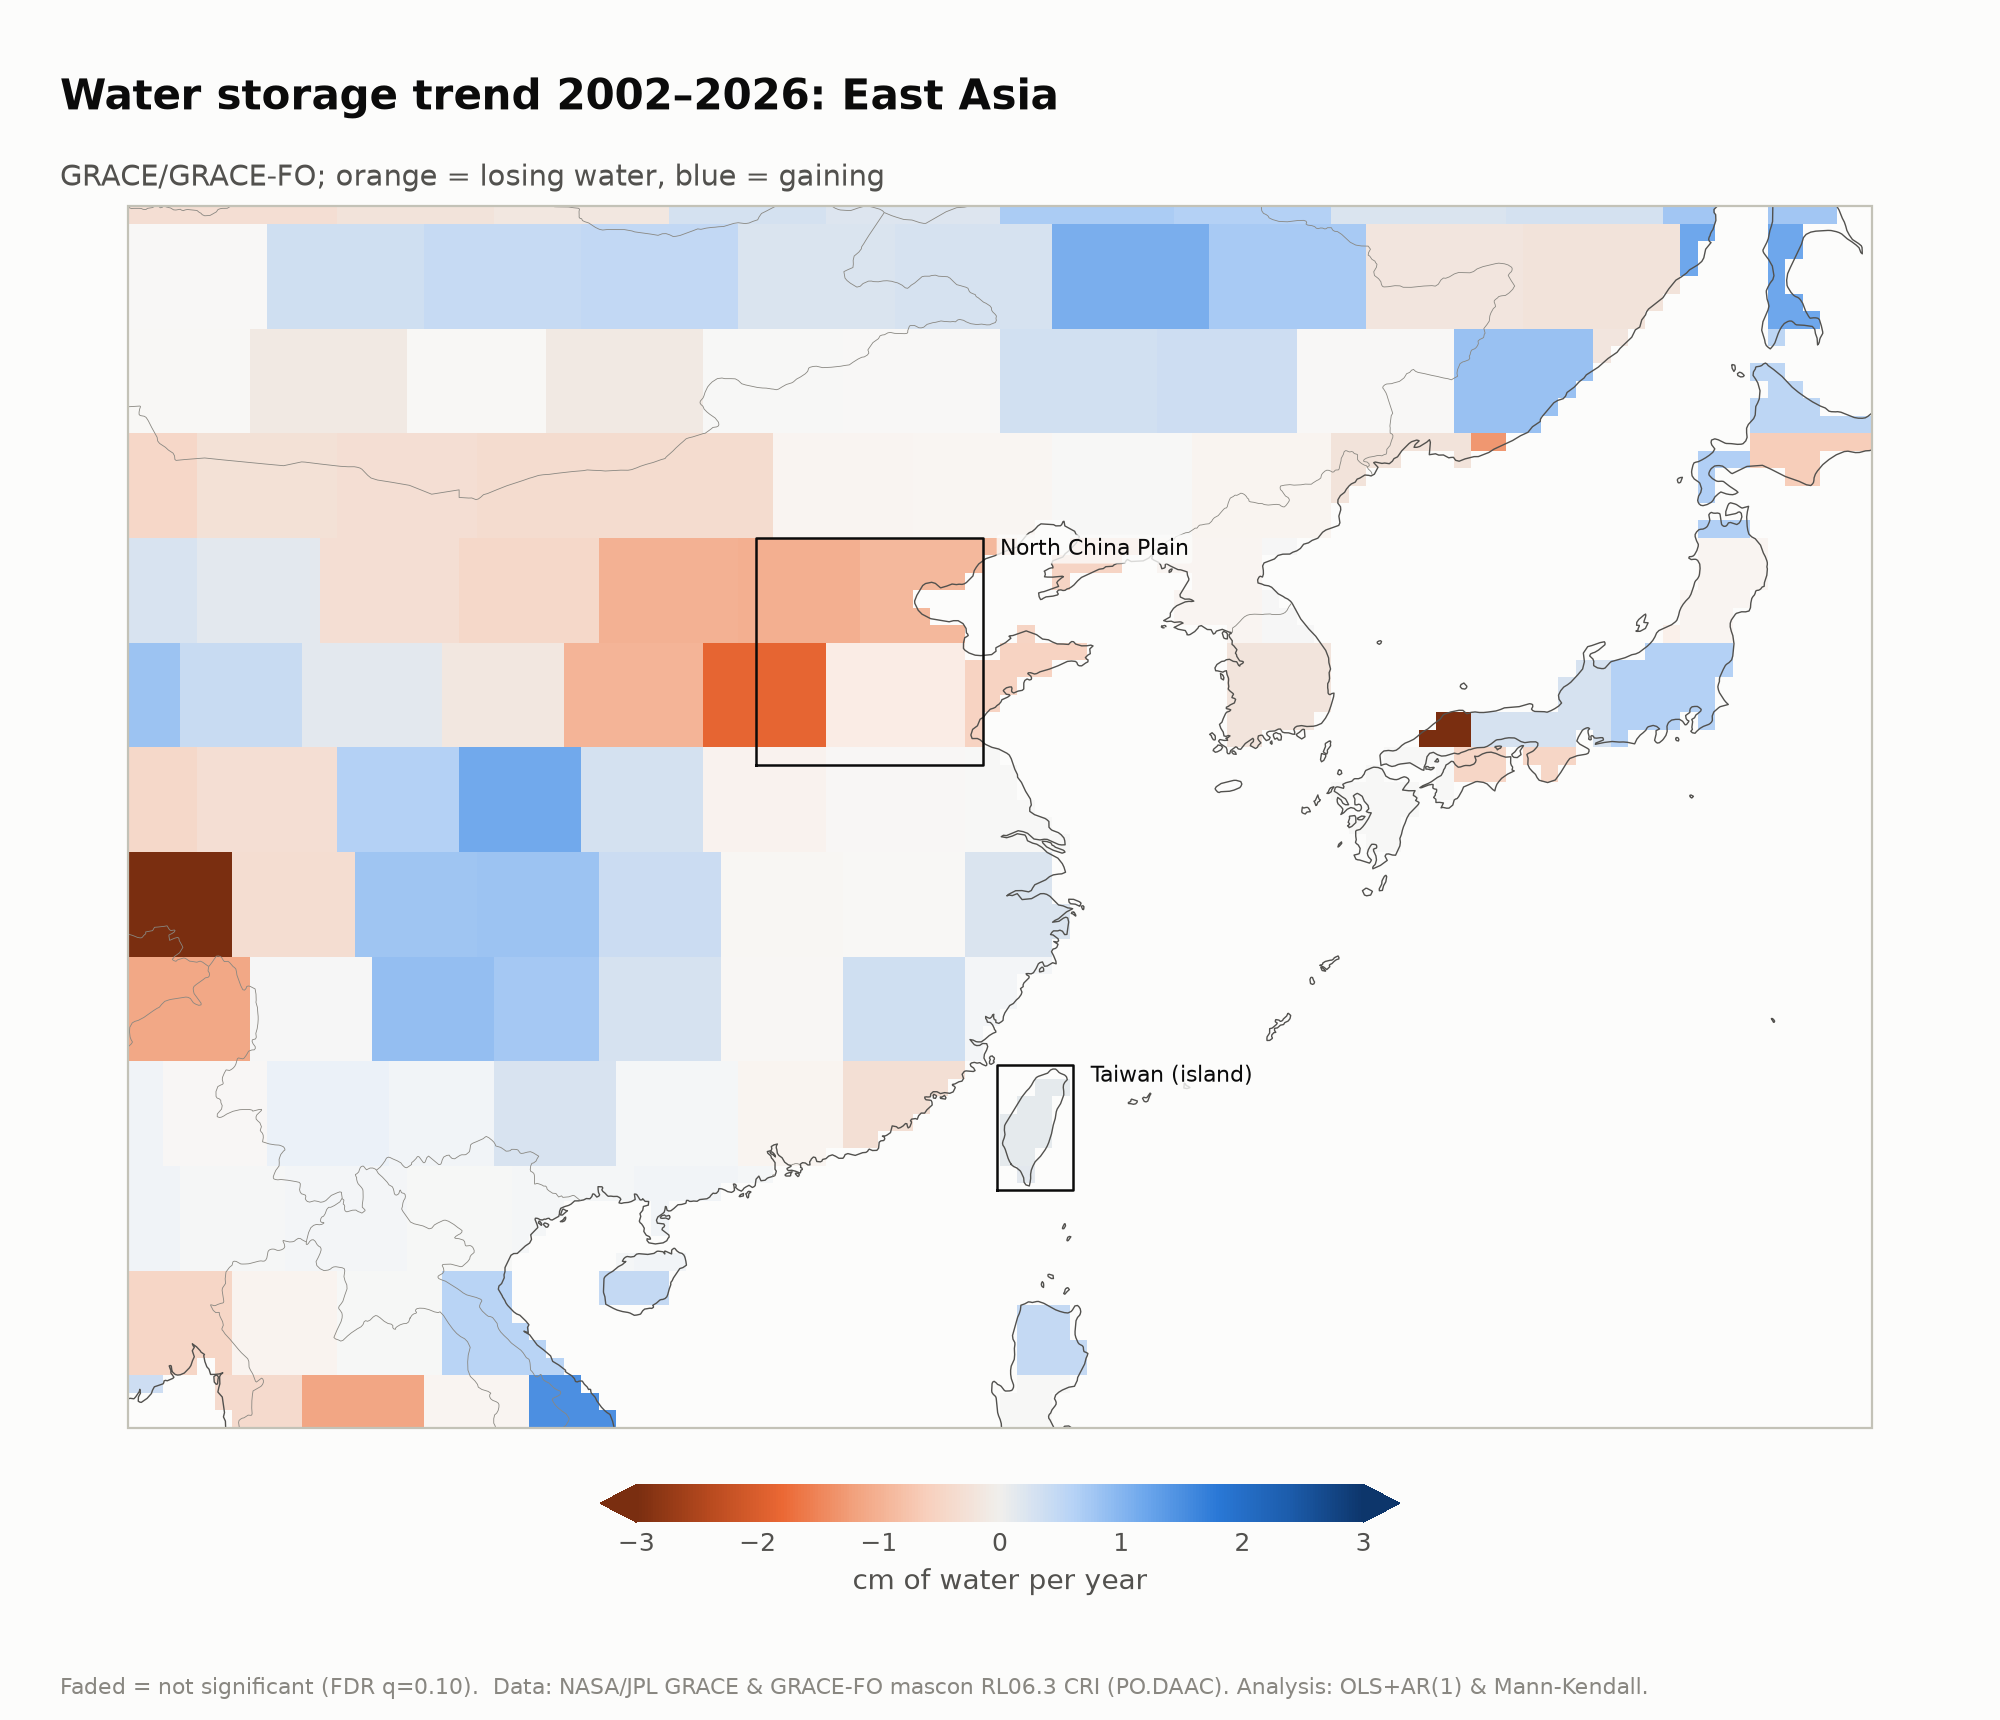 Water storage trend 2002–2026: East Asia
GRACE/GRACE-FO; orange = losing water, blue = gaining
North China Plain
Taiwan (island)
−3 −2 −1 0 1 2 3
cm of water per year
Faded = not significant (FDR q=0.10).  Data: NASA/JPL GRACE & GRACE-FO mascon RL06.3 CRI (PO.DAAC). Analysis: OLS+AR(1) & Mann-Kendall.